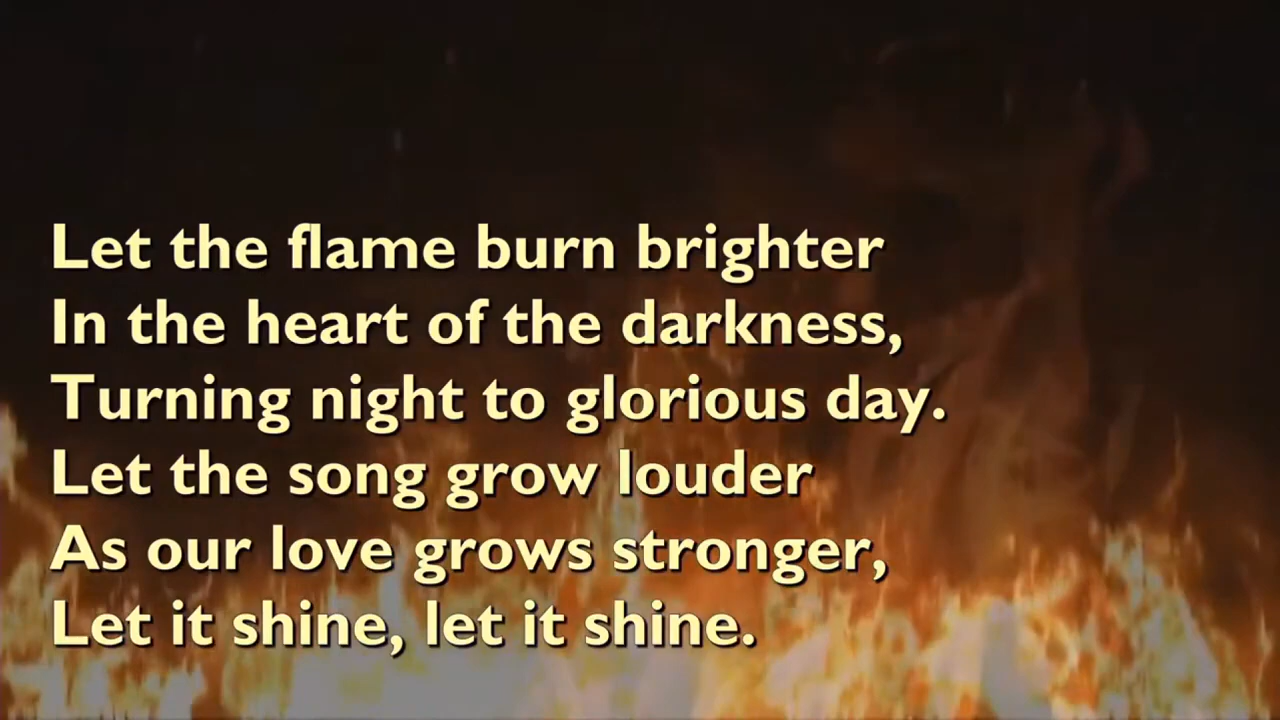 Let the flame burn brighter
In the heart of the darkness,
Turning night to glorious day.
Let the song grow louder
As our love grows stronger,
Let it shine, let it shine.